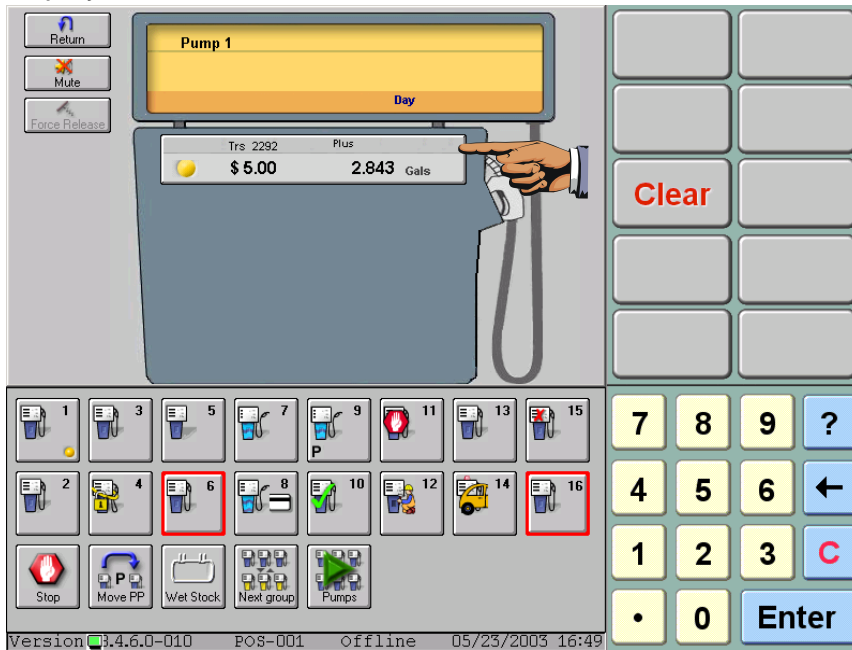 Return
Mute
Force Release
Pump 1
Day
Trs 2292 Plus
$ 5.00 2.843 Gals
Clear
1 3 5 7 9 11 13 15
P
2 4 6 8 10 12 14 16
P
Stop Move PP Wet Stock Next group Pumps
7 8 9 ?
4 5 6 ←
1 2 3 C
• 0 Enter
Version 3.4.6.0-010 POS-001 Offline 05/23/2003 16:49